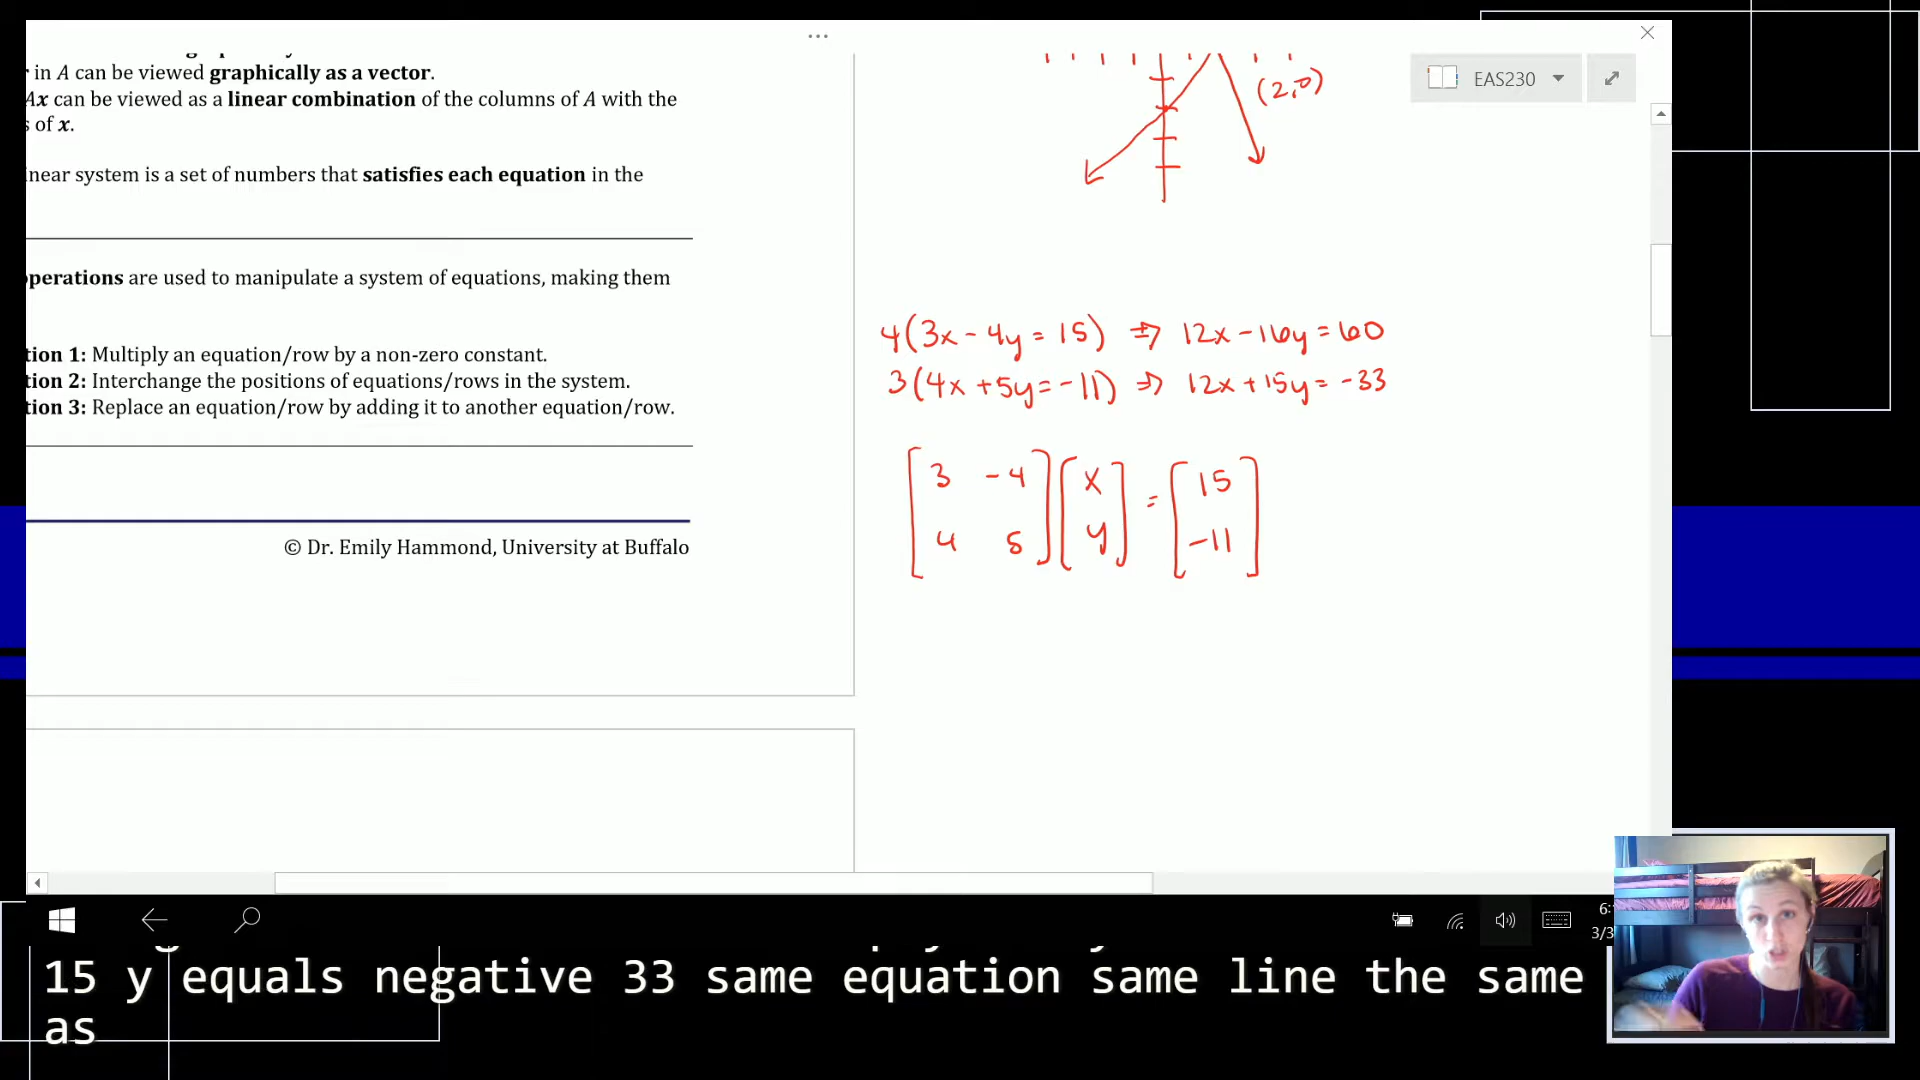 in A can be viewed graphically as a vector.
Ax can be viewed as a linear combination of the columns of A with the
of x.
inear system is a set of numbers that satisfies each equation in the
operations are used to manipulate a system of equations, making them
tion 1: Multiply an equation/row by a non-zero constant.
tion 2: Interchange the positions of equations/rows in the system.
tion 3: Replace an equation/row by adding it to another equation/row.
© Dr. Emily Hammond, University at Buffalo
(2,0)
EAS230
4(3x - 4y = 15) ⇒ 12x - 16y = 60
3(4x + 5y = -11) ⇒ 12x + 15y = -33
3 -4 x = 15
4 5 y -11
6:
3/3
15 y equals negative 33 same equation same line the same
as